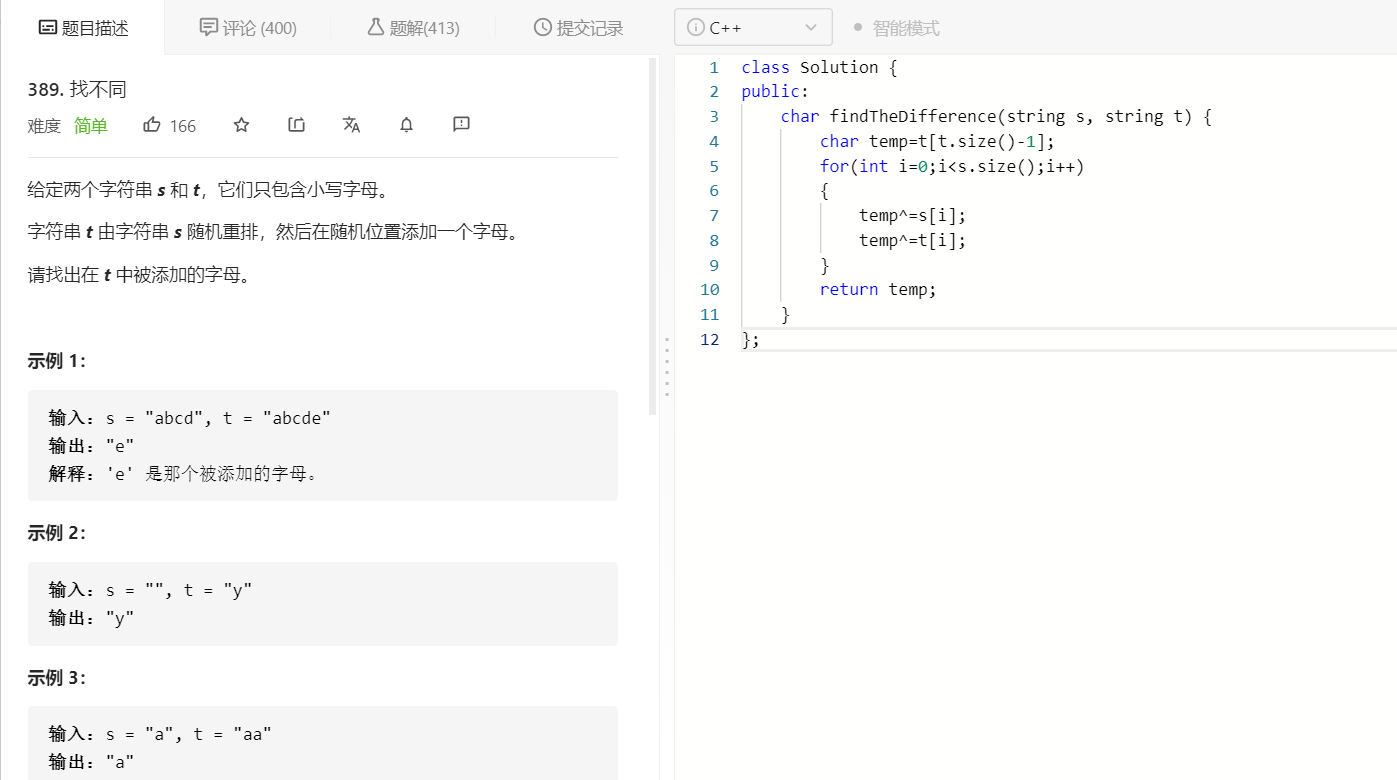 题目描述 评论 (400) 题解(413) 提交记录
389. 找不同
难度 简单 166
给定两个字符串 s 和 t，它们只包含小写字母。
字符串 t 由字符串 s 随机重排，然后在随机位置添加一个字母。
请找出在 t 中被添加的字母。
示例 1：
输入：s = "abcd", t = "abcde"
输出："e"
解释：'e' 是那个被添加的字母。
示例 2：
输入：s = "", t = "y"
输出："y"
示例 3：
输入：s = "a", t = "aa"
输出："a"
C++ 智能模式
1 class Solution {
2 public:
3     char findTheDifference(string s, string t) {
4         char temp=t[t.size()-1];
5         for(int i=0;i<s.size();i++)
6         {
7             temp^=s[i];
8             temp^=t[i];
9         }
10         return temp;
11     }
12 };